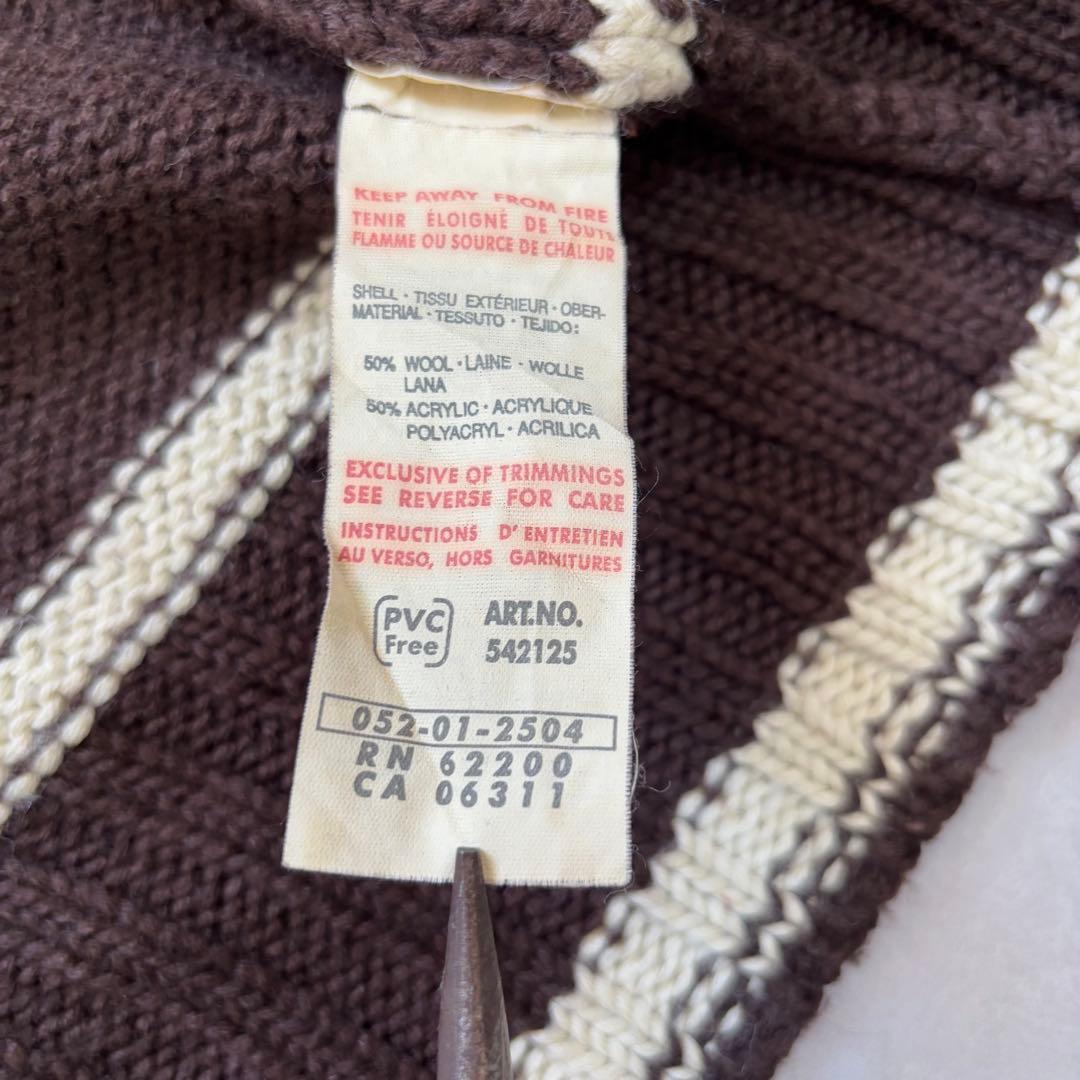 KEEP AWAY FROM FIRE
TENIR ÉLOIGNÉ DE TOUTE
FLAMME OU SOURCE DE CHALEUR
SHELL · TISSU EXTÉRIEUR · OBER-
MATERIAL · TESSUTO · TEJIDO:
50% WOOL · LAINE · WOLLE
LANA
50% ACRYLIC · ACRYLIQUE
POLYACRYL · ACRILICA
EXCLUSIVE OF TRIMMINGS
SEE REVERSE FOR CARE
INSTRUCTIONS D'ENTRETIEN
AU VERSO, HORS GARNITURES
PVC
Free
ART.NO.
542125
052-01-2504
RN 62200
CA 06311